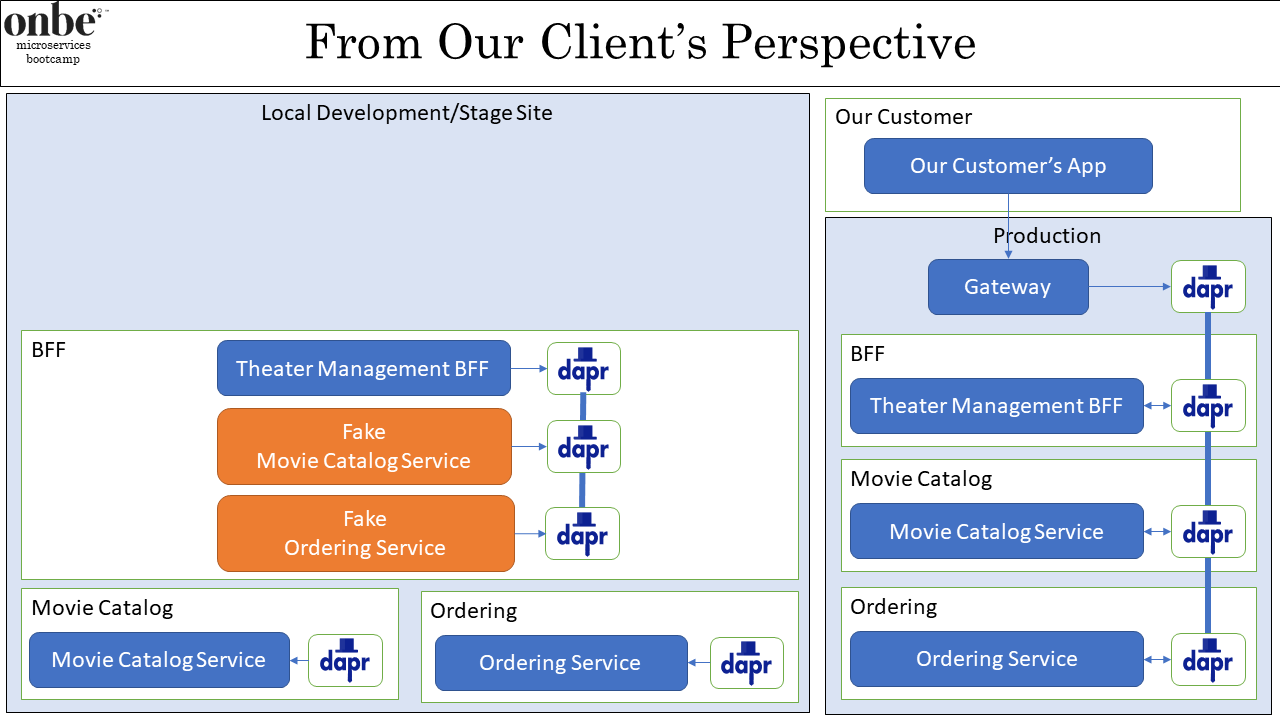 onbe
microservices
bootcamp
From Our Client’s Perspective
Local Development/Stage Site
BFF
Theater Management BFF
dapr
Fake
Movie Catalog Service
dapr
Fake
Ordering Service
dapr
Movie Catalog
Movie Catalog Service
dapr
Ordering
Ordering Service
dapr
Our Customer
Our Customer’s App
Production
Gateway
dapr
BFF
Theater Management BFF
dapr
Movie Catalog
Movie Catalog Service
dapr
Ordering
Ordering Service
dapr